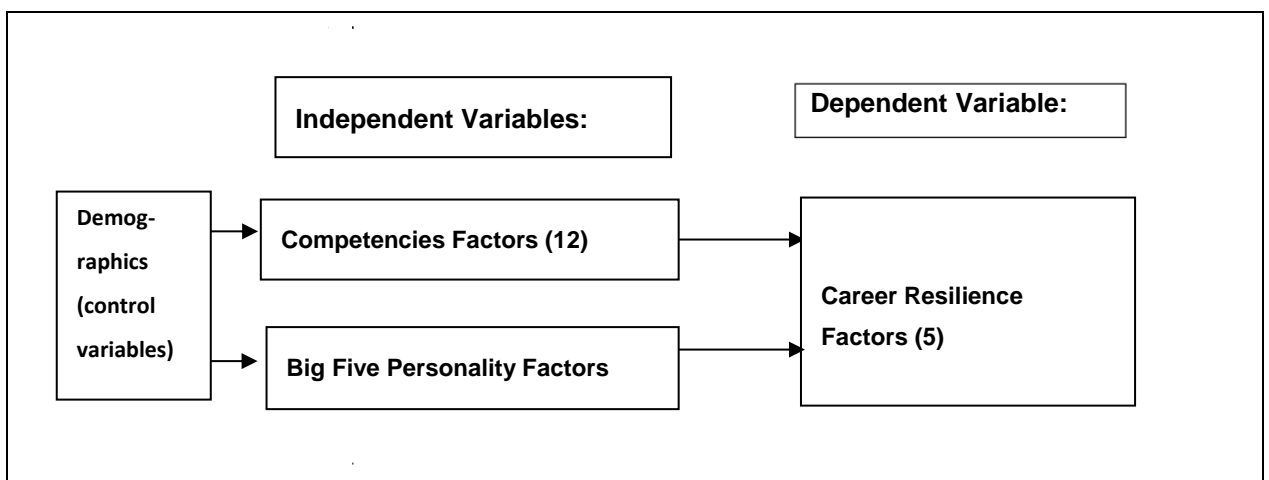 Independent Variables:
Dependent Variable:
Demog-
raphics
(control
variables)
Competencies Factors (12)
Big Five Personality Factors
Career Resilience
Factors (5)